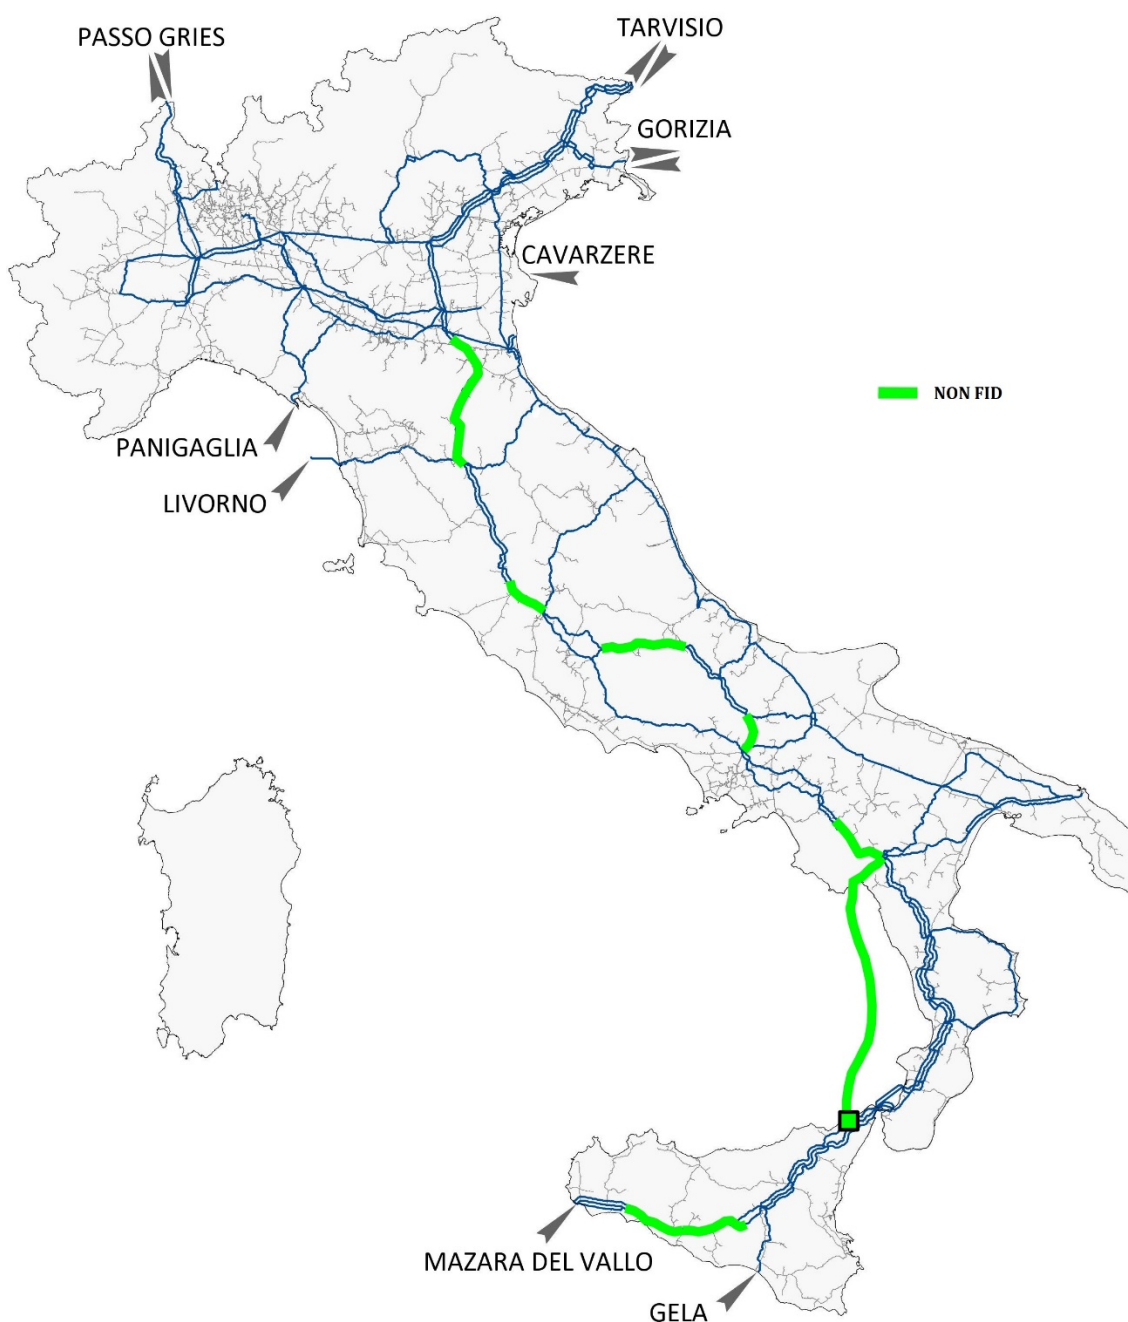 PASSO GRIES
TARVISIO
GORIZIA
CAVARZERE
NON FID
PANIGAGLIA
LIVORNO
MAZARA DEL VALLO
GELA